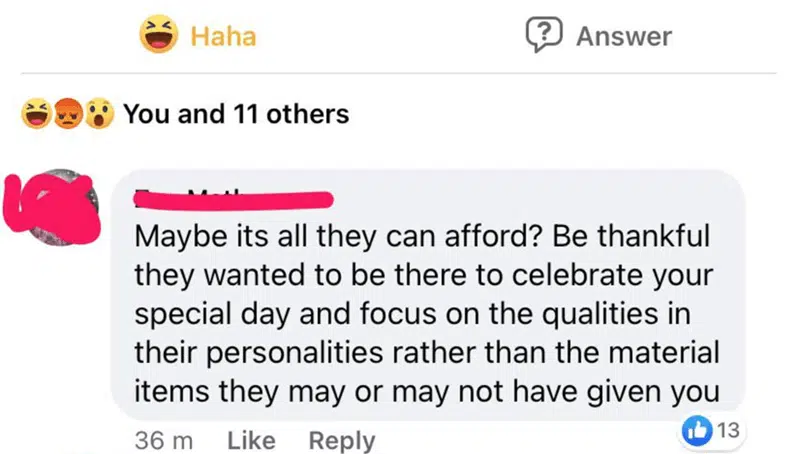 Haha
Answer
You and 11 others
Maybe its all they can afford? Be thankful
they wanted to be there to celebrate your
special day and focus on the qualities in
their personalities rather than the material
items they may or may not have given you
13
36 m Like Reply